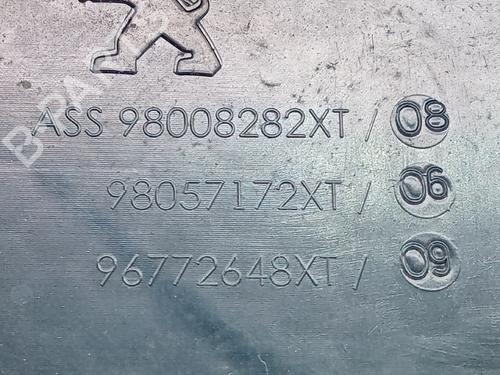 ASS 98008282XT / 08
98057172XT / 06
96772648XT / 09